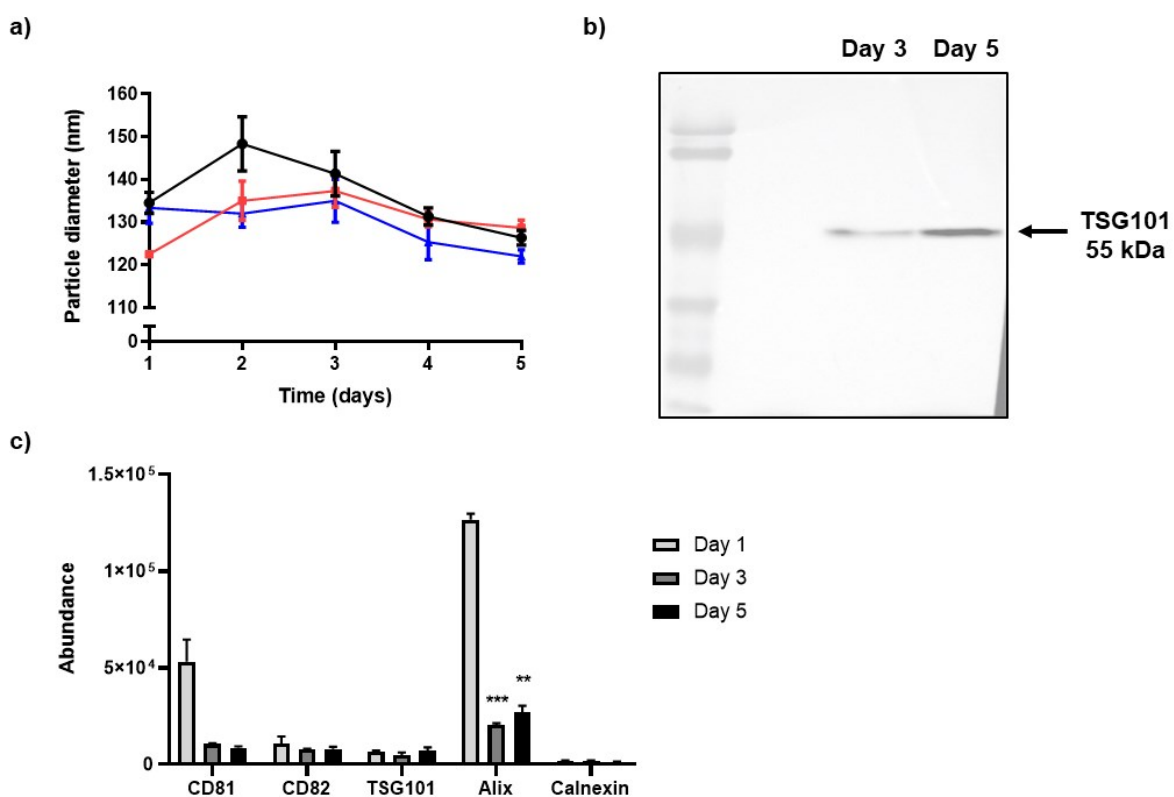 a)
160
150
140
130
120
110
0
1 2 3 4 5
Particle diameter (nm)
Time (days)
b)
Day 3 Day 5
TSG101
55 kDa
c)
1.5×10⁵
1×10⁵
5×10⁴
0
Abundance
*** **
CD81 CD82 TSG101 Alix Calnexin
Day 1
Day 3
Day 5